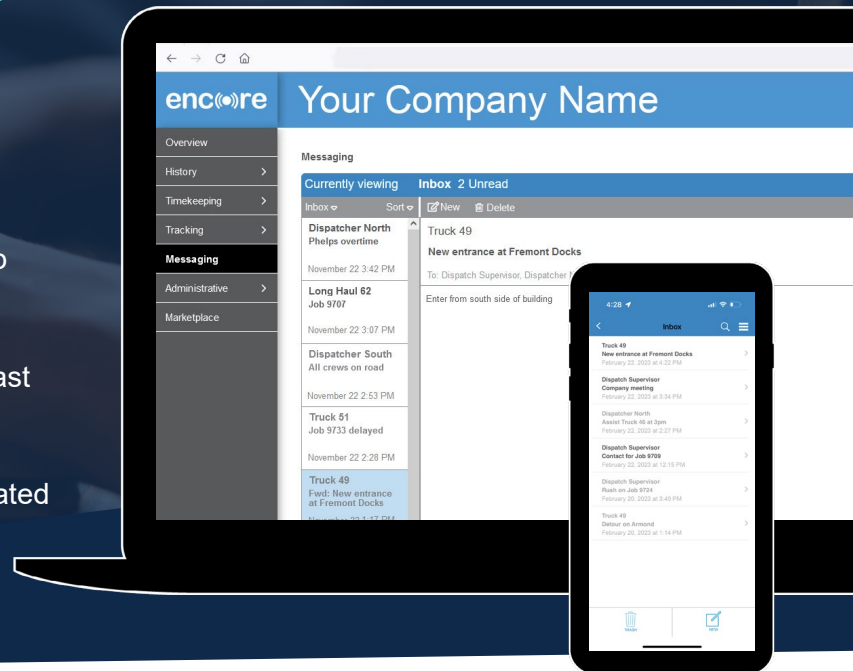 ast
ated
encore
Your Company Name
Overview
History
Timekeeping
Tracking
Messaging
Administrative
Marketplace
Messaging
Currently viewing Inbox 2 Unread
Inbox Sort New Delete
Dispatcher North
Phelps overtime
November 22 3:42 PM
Long Haul 62
Job 9707
November 22 3:07 PM
Dispatcher South
All crews on road
November 22 2:53 PM
Truck 51
Job 9733 delayed
November 22 2:28 PM
Truck 49
Fwd: New entrance
at Fremont Docks
November 22 1:17 PM
Truck 49
New entrance at Fremont Docks
To: Dispatch Supervisor, Dispatcher
Enter from south side of building
4:28
Inbox
Truck 49
New entrance at Fremont Docks
February 22, 2023 at 4:22 PM
Dispatch Supervisor
Company meeting
February 22, 2023 at 3:34 PM
Dispatcher North
Assist Truck 46 at 3pm
February 22, 2023 at 2:27 PM
Dispatch Supervisor
Contact for Job 9709
February 22, 2023 at 12:15 PM
Dispatch Supervisor
Rush on Job 9724
February 20, 2023 at 3:49 PM
Truck 49
Detour on Armond
February 20, 2023 at 1:14 PM
TRASH NEW